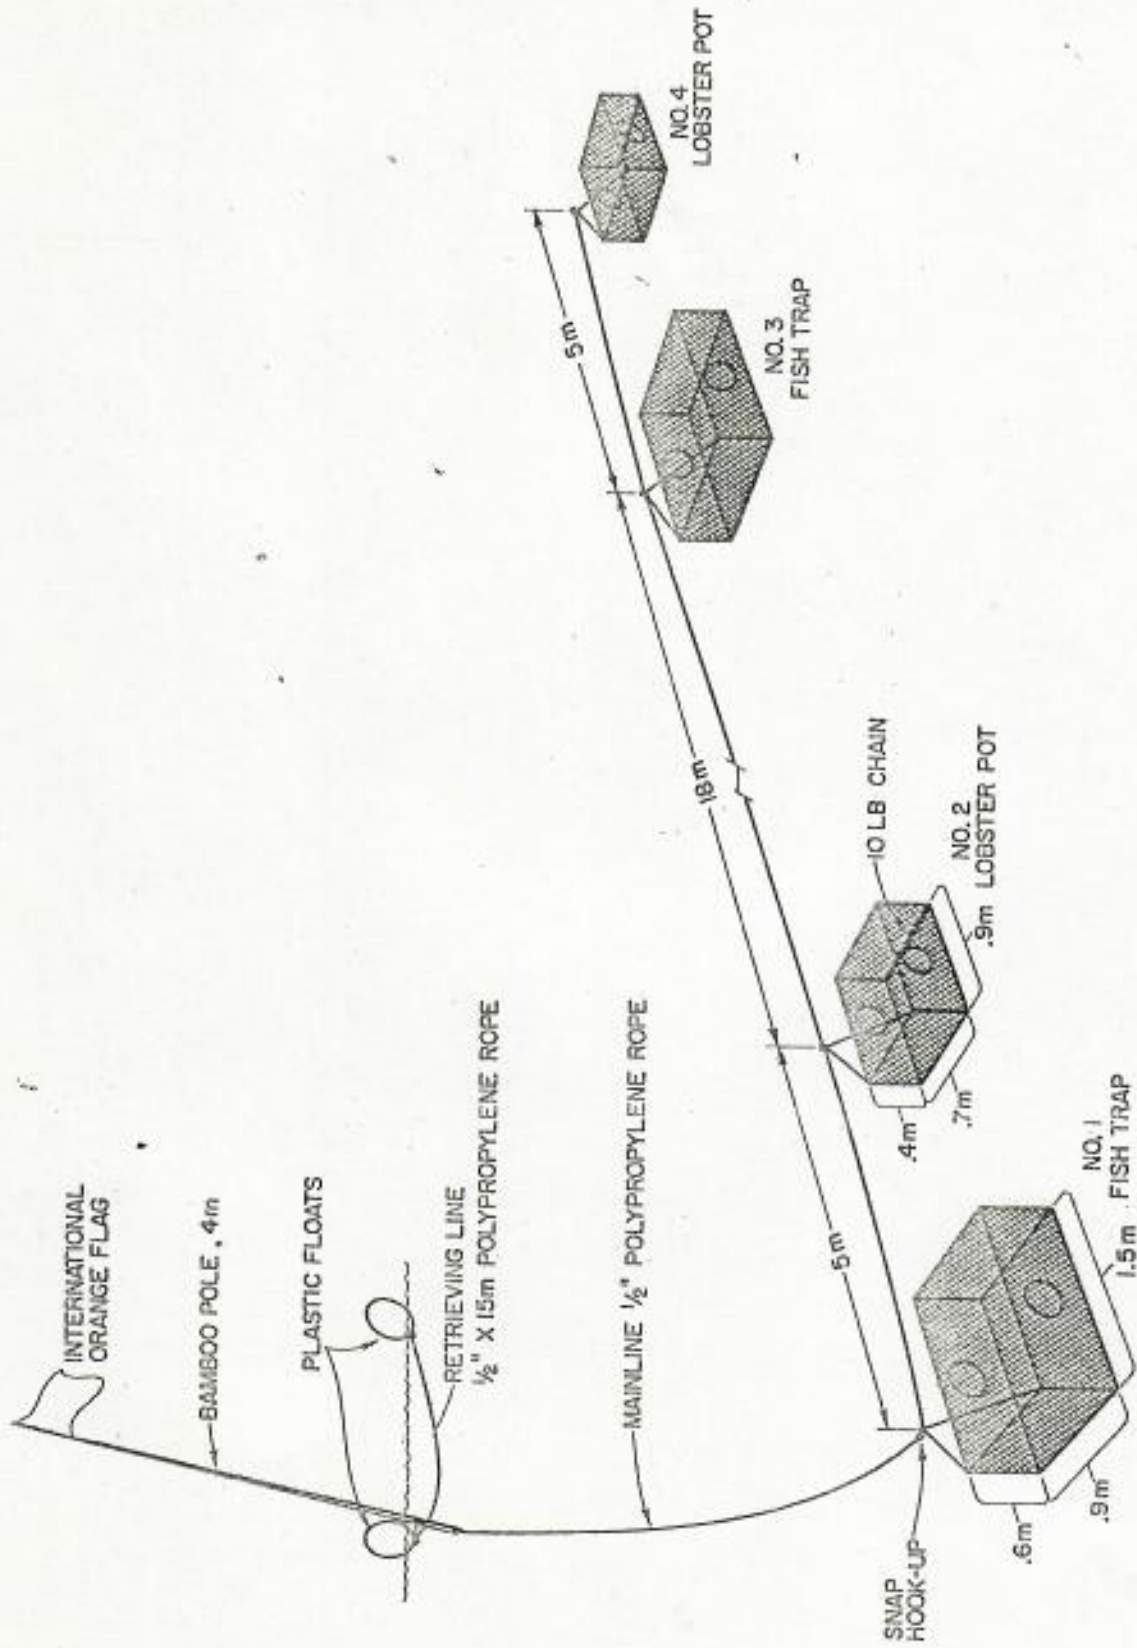 INTERNATIONAL
ORANGE FLAG
BAMBOO POLE , 4in
PLASTIC FLOATS
RETRIEVING LINE
½" X 15m POLYPROPYLENE ROPE
MAINLINE ½" POLYPROPYLENE ROPE
SNAP
HOOK-UP
5m
18m
5m
.6m
.9m
1.5m
NO. 1
FISH TRAP
.4m
.7m
10 LB CHAIN
NO. 2
.9m LOBSTER POT
NO. 3
FISH TRAP
NO. 4
LOBSTER POT